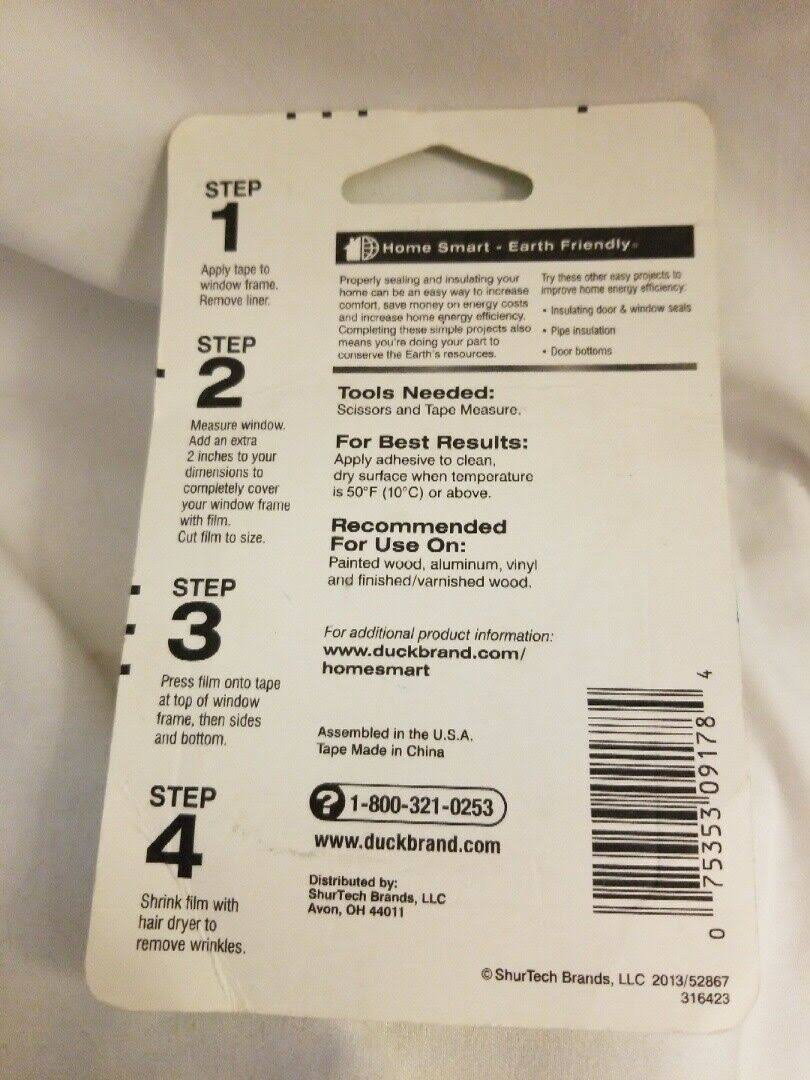 STEP
1
Apply tape to
window frame.
Remove liner.
STEP
2
Measure window.
Add an extra
2 inches to your
dimensions to
completely cover
your window frame
with film.
Cut film to size.
STEP
3
Press film onto tape
at top of window
frame, then sides
and bottom.
STEP
4
Shrink film with
hair dryer to
remove wrinkles.
Home Smart - Earth Friendly®
Properly sealing and insulating your
home can be an easy way to increase
comfort, save money on energy costs
and increase home energy efficiency.
Completing these simple projects also
means you're doing your part to
conserve the Earth's resources.
Try these other easy projects to
improve home energy efficiency:
• Insulating door & window seals
• Pipe insulation
• Door bottoms
Tools Needed:
Scissors and Tape Measure.
For Best Results:
Apply adhesive to clean,
dry surface when temperature
is 50°F (10°C) or above.
Recommended
For Use On:
Painted wood, aluminum, vinyl
and finished/varnished wood.
For additional product information:
www.duckbrand.com/
homesmart
Assembled in the U.S.A.
Tape Made in China
? 1-800-321-0253
www.duckbrand.com
Distributed by:
ShurTech Brands, LLC
Avon, OH 44011
0 75353 09178 4
© ShurTech Brands, LLC 2013/52867
316423